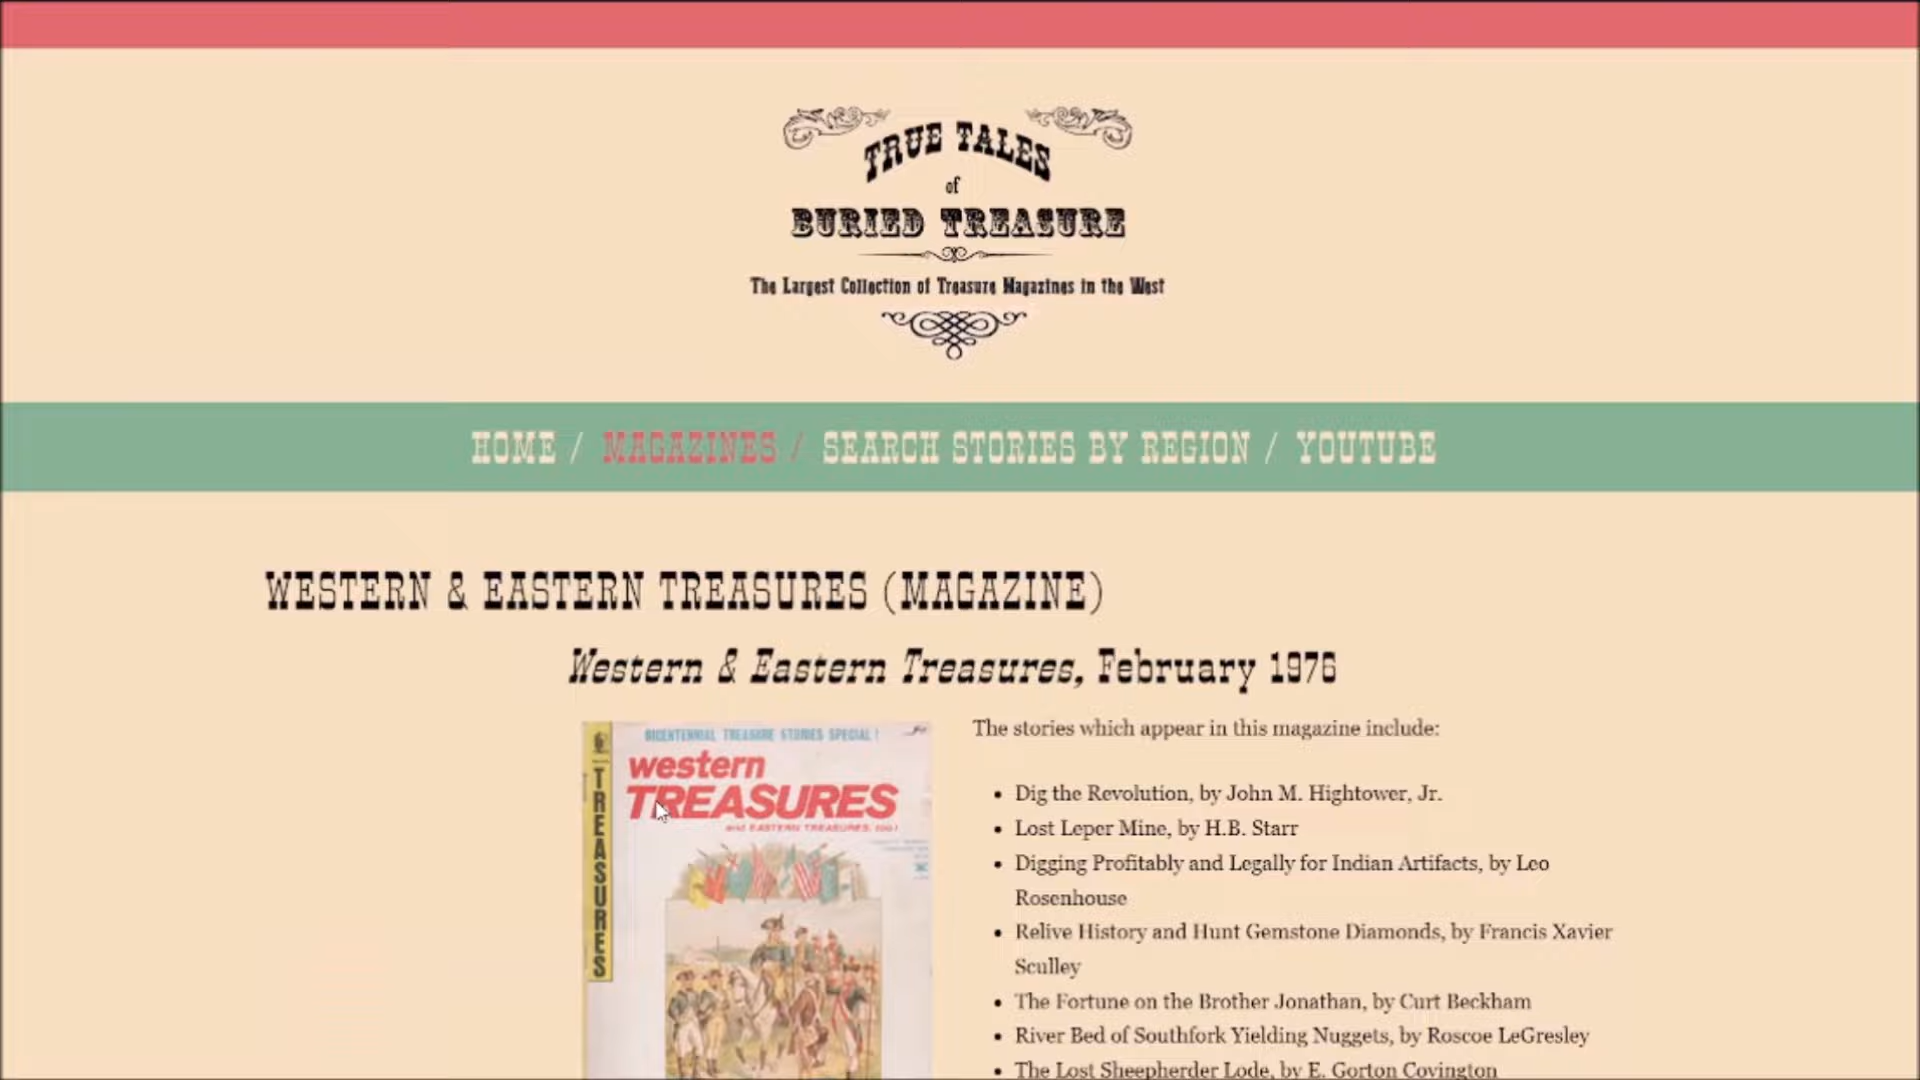 TRUE TALES
of
BURIED TREASURE
The Largest Collection of Treasure Magazines in the West
HOME / MAGAZINES / SEARCH STORIES BY REGION / YOUTUBE
WESTERN & EASTERN TREASURES (MAGAZINE)
Western & Eastern Treasures, February 1976
BICENTENNIAL TREASURE STORIES SPECIAL!
western
TREASURES
and EASTERN TREASURES, too!
TREASURES
The stories which appear in this magazine include:
• Dig the Revolution, by John M. Hightower, Jr.
• Lost Leper Mine, by H.B. Starr
• Digging Profitably and Legally for Indian Artifacts, by Leo
Rosenhouse
• Relive History and Hunt Gemstone Diamonds, by Francis Xavier
Sculley
• The Fortune on the Brother Jonathan, by Curt Beckham
• River Bed of Southfork Yielding Nuggets, by Roscoe LeGresley
• The Lost Sheepherder Lode, by E. Gorton Covington